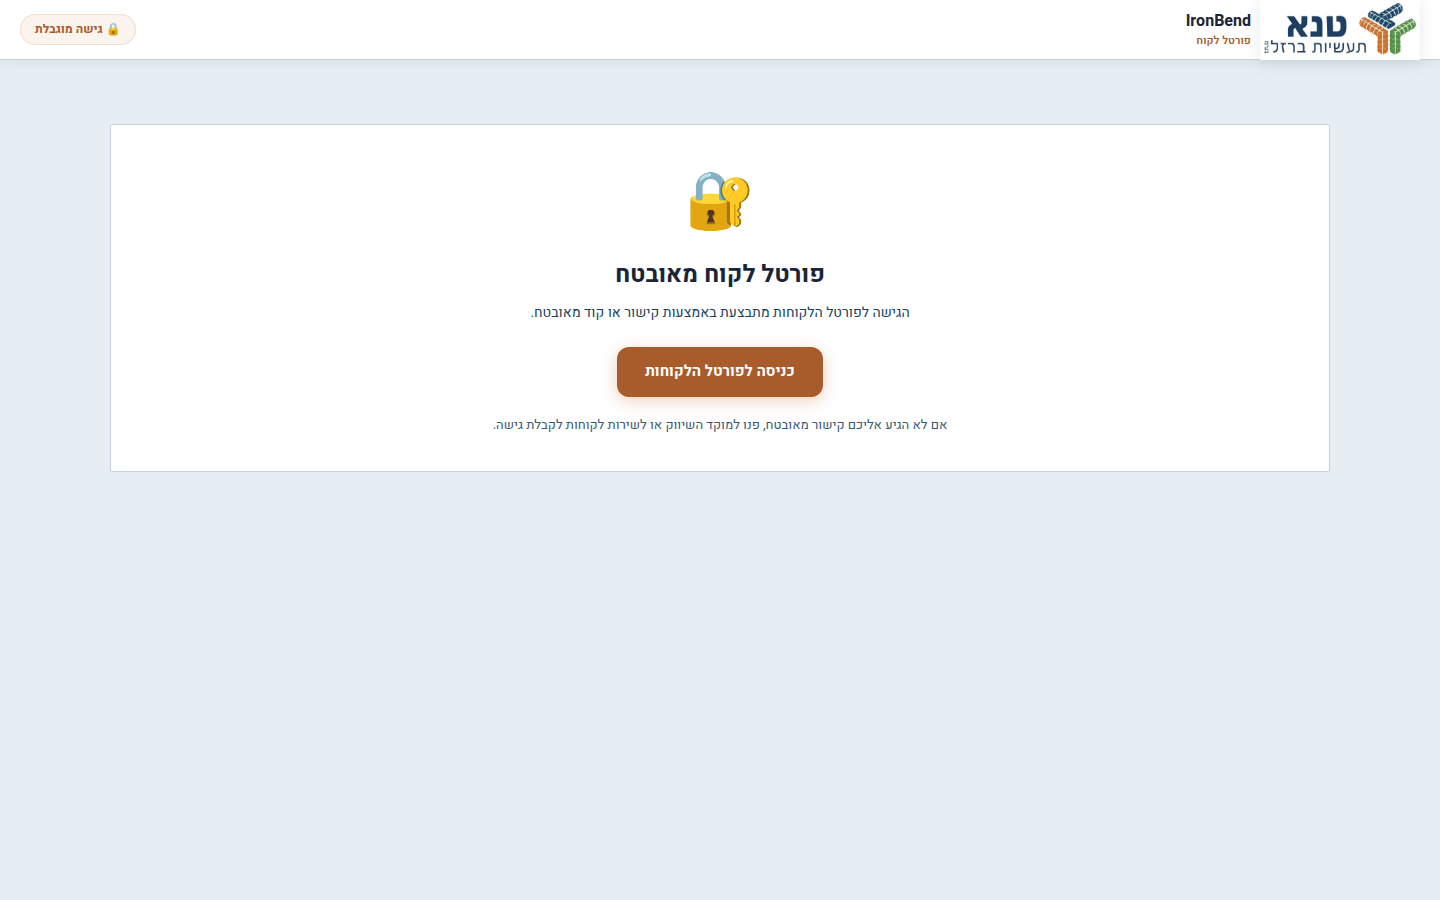 טנא
תעשיות ברזל
IronBend
פורטל לקוח
גישה מוגבלת
פורטל לקוח מאובטח
הגישה לפורטל הלקוחות מתבצעת באמצעות קישור או קוד מאובטח.
כניסה לפורטל הלקוחות
אם לא הגיע אליכם קישור מאובטח, פנו למוקד השיווק או לשירות לקוחות לקבלת גישה.